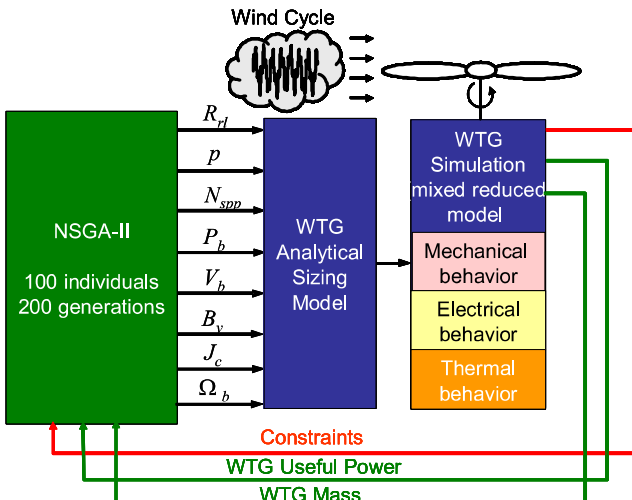 Wind Cycle
NSGA-II
100 individuals
200 generations
R_rl
p
N_spp
P_b
V_b
B_y
J_c
Ω_b
WTG
Analytical
Sizing
Model
WTG
Simulation
mixed reduced
model
Mechanical
behavior
Electrical
behavior
Thermal
behavior
Constraints
WTG Useful Power
WTG Mass